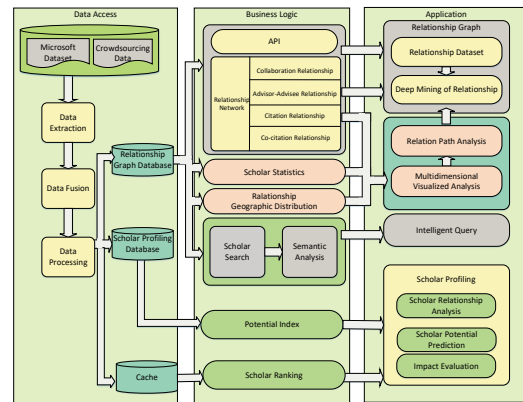 Data Access
Microsoft
Dataset
Crowdsourcing
Data
Data
Extraction
Data Fusion
Data
Processing
Relationship
Graph Database
Scholar Profiling
Database
Cache
Business Logic
API
Relationship
Network
Collaboration Relationship
Advisor-Advisee Relationship
Citation Relationship
Co-citation Relationship
Scholar Statistics
Ralationship
Geographic Distribution
Scholar
Search
Semantic
Analysis
Potential Index
Scholar Ranking
Application
Relationship Graph
Relationship Dataset
Deep Mining of Relationship
Relation Path Analysis
Multidimensional
Visualized Analysis
Intelligent Query
Scholar Profiling
Scholar Relationship
Analysis
Scholar Potential
Prediction
Impact Evaluation